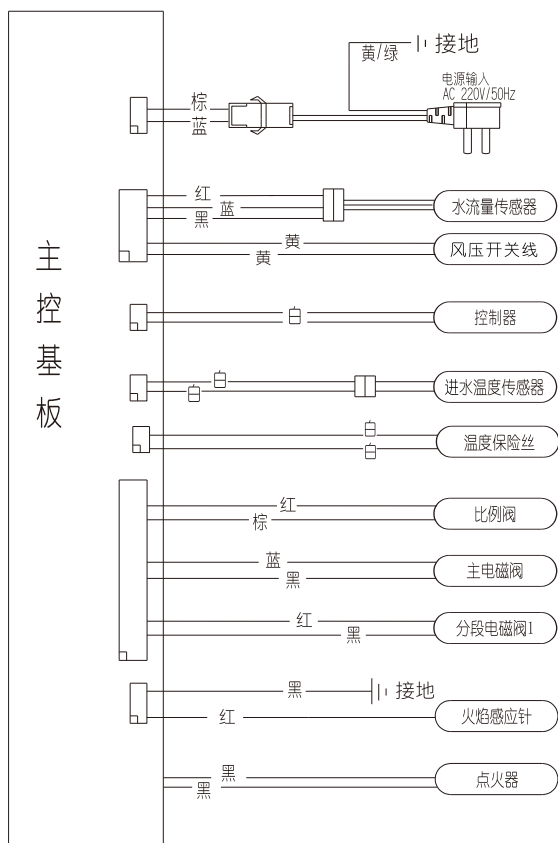 黄/绿
接地
电源输入
AC 220V/50Hz
棕
蓝
红
蓝
黑
水流量传感器
黄
黄
风压开关线
主控基板
白
控制器
白
白
进水温度传感器
白
白
温度保险丝
红
棕
比例阀
蓝
黑
主电磁阀
红
黑
分段电磁阀1
黑
接地
红
火焰感应针
黑
黑
点火器